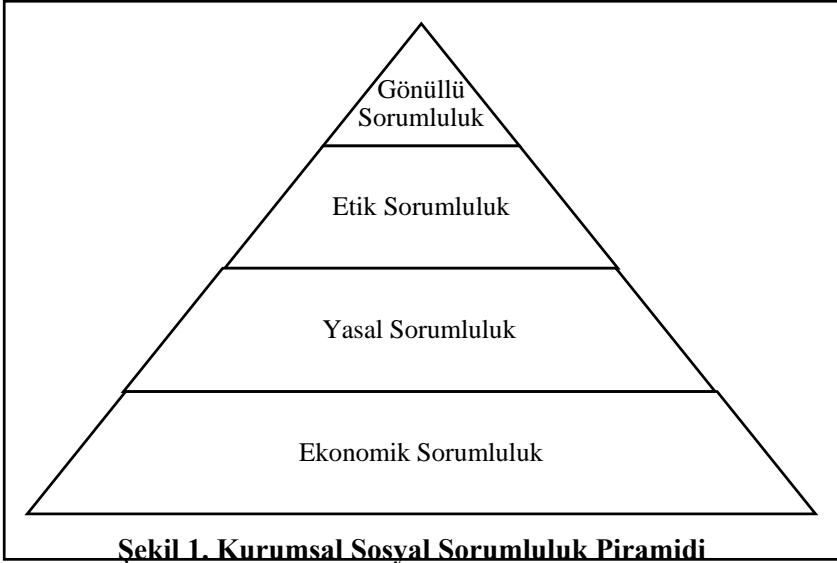 Gönüllü
Sorumluluk
Etik Sorumluluk
Yasal Sorumluluk
Ekonomik Sorumluluk
Şekil 1. Kurumsal Sosyal Sorumluluk Piramidi